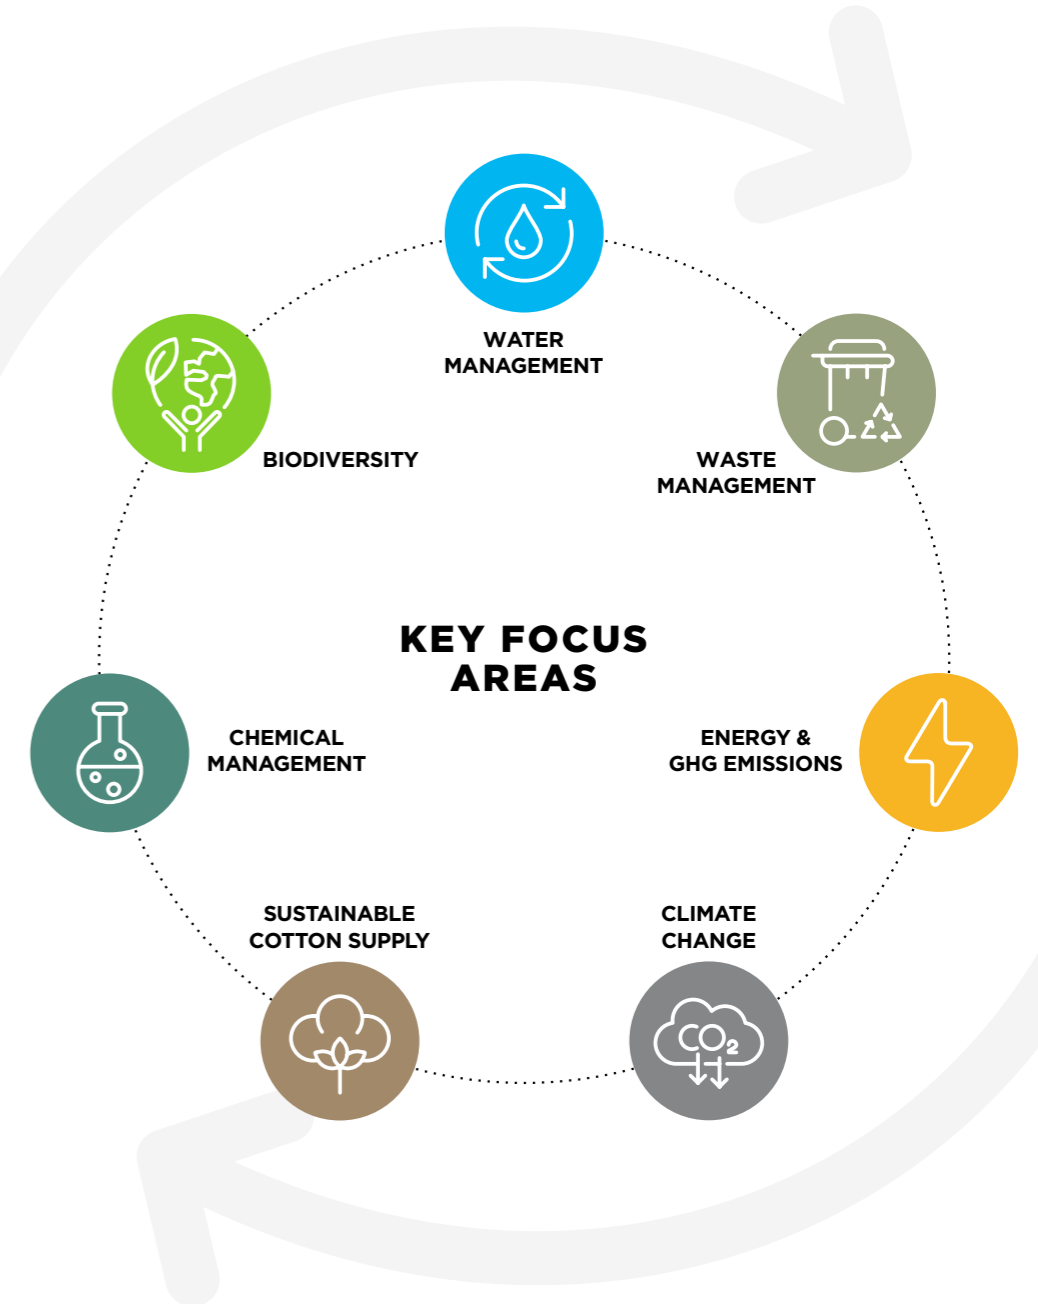 WATER
MANAGEMENT
BIODIVERSITY
WASTE
MANAGEMENT
KEY FOCUS
AREAS
CHEMICAL
MANAGEMENT
ENERGY &
GHG EMISSIONS
SUSTAINABLE
COTTON SUPPLY
CLIMATE
CHANGE
CO2